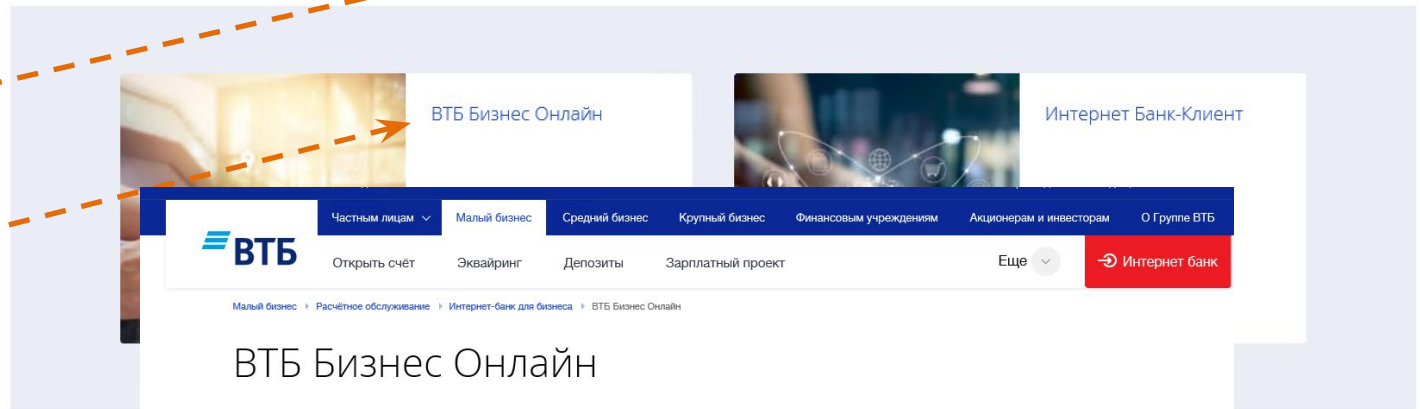 ВТБ Бизнес Онлайн
Интернет Банк-Клиент
Частным лицам
Малый бизнес
Средний бизнес
Крупный бизнес
Финансовым учреждениям
Акционерам и инвесторам
О Группе ВТБ
ВТБ
Открыть счёт
Эквайринг
Депозиты
Зарплатный проект
Еще
Интернет банк
Малый бизнес
Расчётное обслуживание
Интернет-банк для бизнеса
ВТБ Бизнес Онлайн
ВТБ Бизнес Онлайн